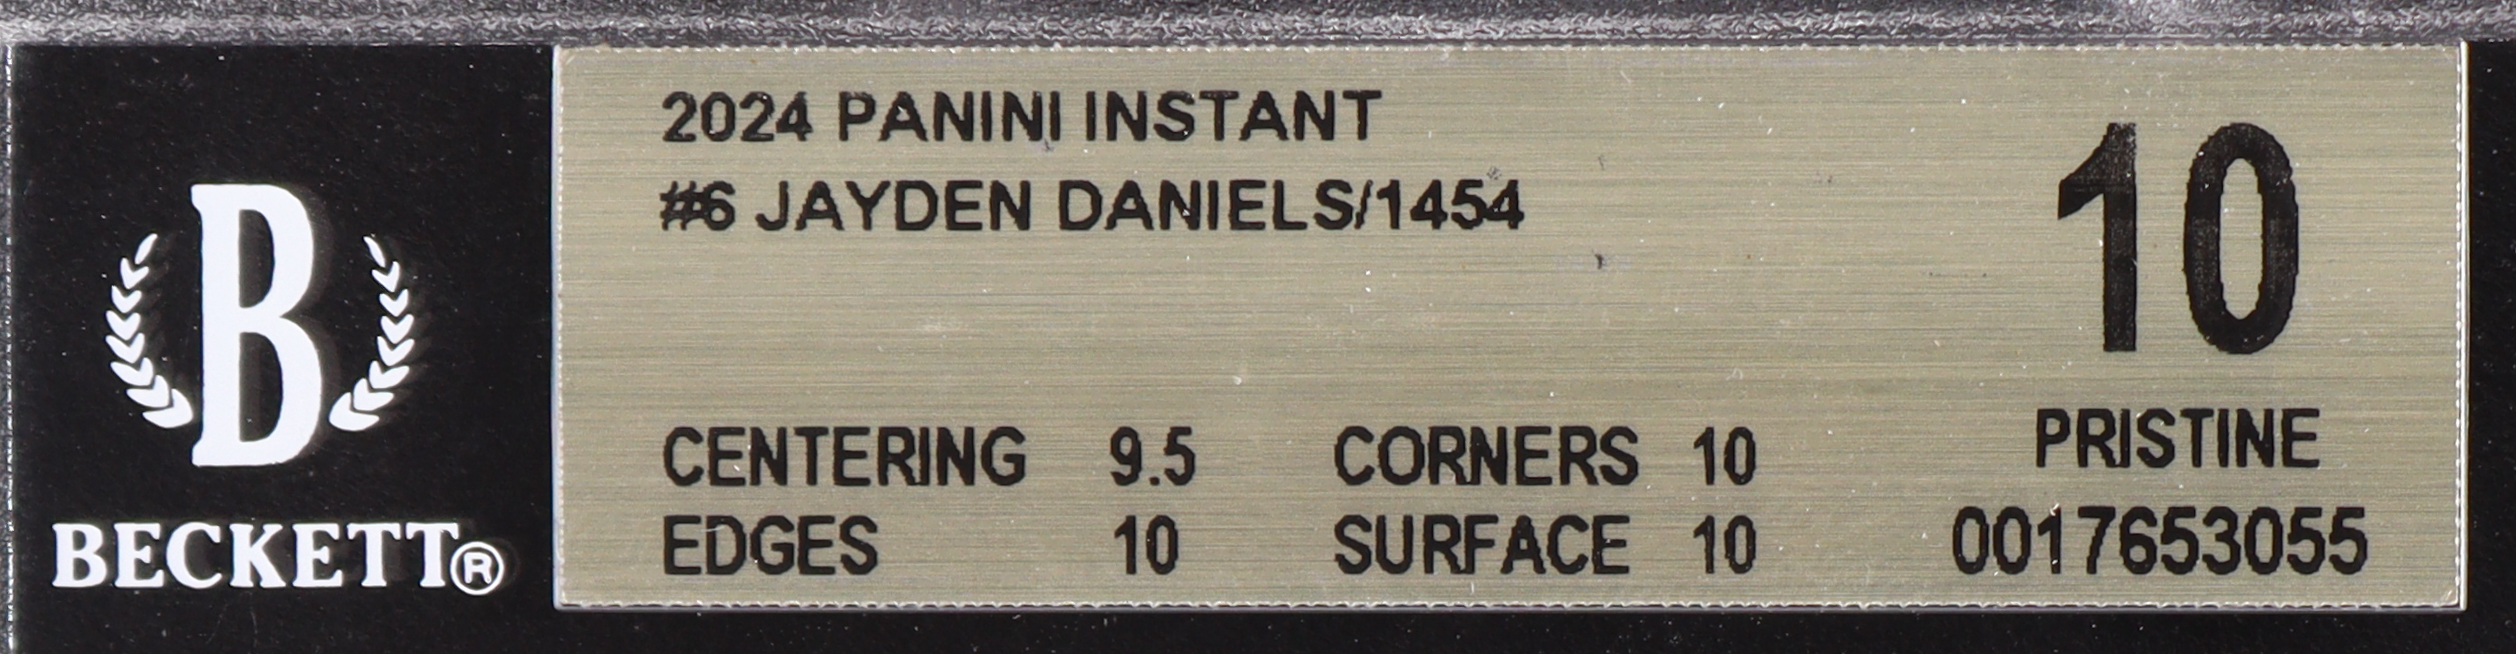 B
BECKETT®
2024 PANINI INSTANT
#6 JAYDEN DANIELS/1454
10
PRISTINE
0017653055
CENTERING 9.5 CORNERS 10
EDGES 10 SURFACE 10